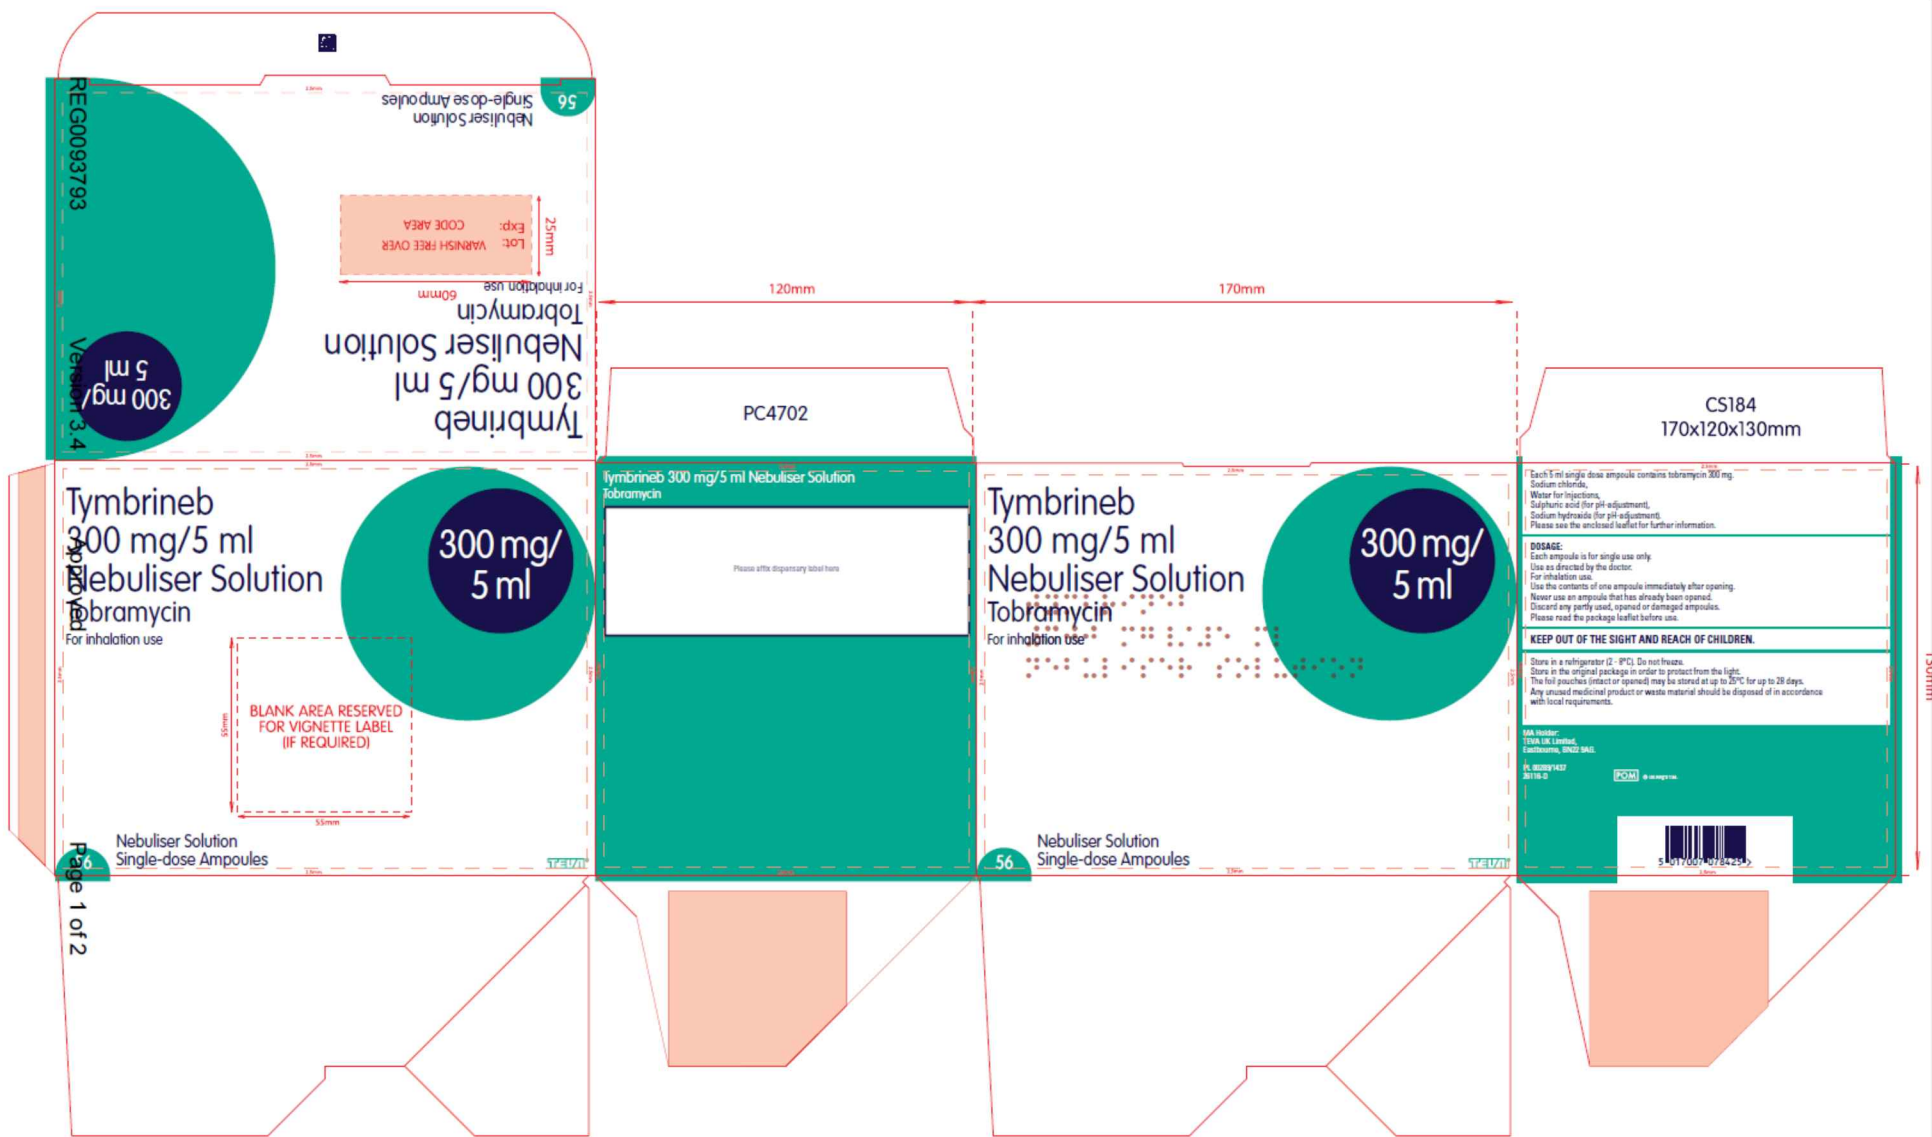 REG0093793
Version 3.4
Approved
Page 1 of 2
Tymbrineb
300 mg/5 ml
Nebuliser Solution
Tobramycin
For inhalation use
60mm
25mm
Lot: VARNISH FREE OVER
Exp: CODE AREA
Nebuliser Solution
Single-dose Ampoules
56
300 mg/
5 ml
120mm
170mm
PC4702
CS184
170x120x130mm
Tymbrineb
300 mg/5 ml
Nebuliser Solution
Tobramycin
For inhalation use
300 mg/
5 ml
BLANK AREA RESERVED
FOR VIGNETTE LABEL
(IF REQUIRED)
55mm
55mm
56
Nebuliser Solution
Single-dose Ampoules
TEVA
Tymbrineb 300 mg/5 ml Nebuliser Solution
Tobramycin
Please affix dispensary label here
Tymbrineb
300 mg/5 ml
Nebuliser Solution
Tobramycin
For inhalation use
300 mg/
5 ml
56
Nebuliser Solution
Single-dose Ampoules
TEVA
Each 5 ml single dose ampoule contains tobramycin 300 mg.
Sodium chloride,
Water for Injections,
Sulphuric acid (for pH-adjustment),
Sodium hydroxide (for pH-adjustment).
Please see the enclosed leaflet for further information.
DOSAGE:
Each ampoule is for single use only.
Use as directed by the doctor.
For inhalation use.
Use the contents of one ampoule immediately after opening.
Never use an ampoule that has already been opened.
Discard any partly used, opened or damaged ampoules.
Please read the package leaflet before use.
KEEP OUT OF THE SIGHT AND REACH OF CHILDREN.
Store in a refrigerator (2 - 8°C). Do not freeze.
Store in the original package in order to protect from the light.
The foil pouches (intact or opened) may be stored at up to 25°C for up to 28 days.
Any unused medicinal product or waste material should be disposed of in accordance
with local requirements.
MA Holder:
TEVA UK Limited,
Eastbourne, BN22 9AG.
PL 00289/1437
POM
5 017007 078425 >
130mm